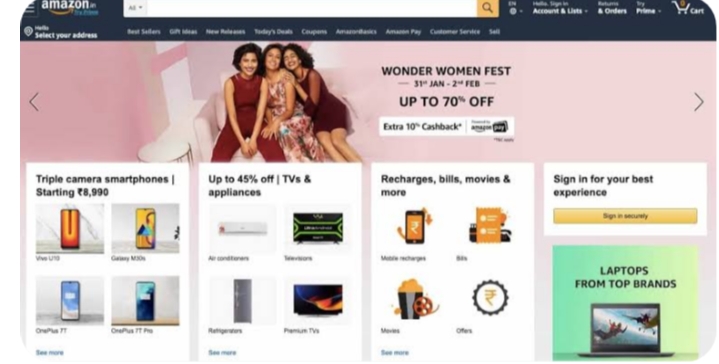 amazon.in
Try Prime
All
EN
Hello, Sign in
Account & Lists
Returns
& Orders
Try
Prime
0
Cart
Hello
Select your address
Best Sellers Gift Ideas New Releases Today's Deals Coupons AmazonBasics Amazon Pay Customer Service Sell
WONDER WOMEN FEST
31st JAN - 2nd FEB
UP TO 70% OFF
Extra 10% Cashback*
Powered by
amazon pay
Triple camera smartphones |
Starting ₹8,990
Vivo U10
Galaxy M30s
OnePlus 7T
OnePlus 7T Pro
See more
Up to 45% off | TVs &
appliances
Air conditioners
Televisions
Refrigerators
Premium TVs
See more
Recharges, bills, movies &
more
Mobile recharges
Bills
Movies
Offers
See more
Sign in for your best
experience
Sign in securely
LAPTOPS
FROM TOP BRANDS